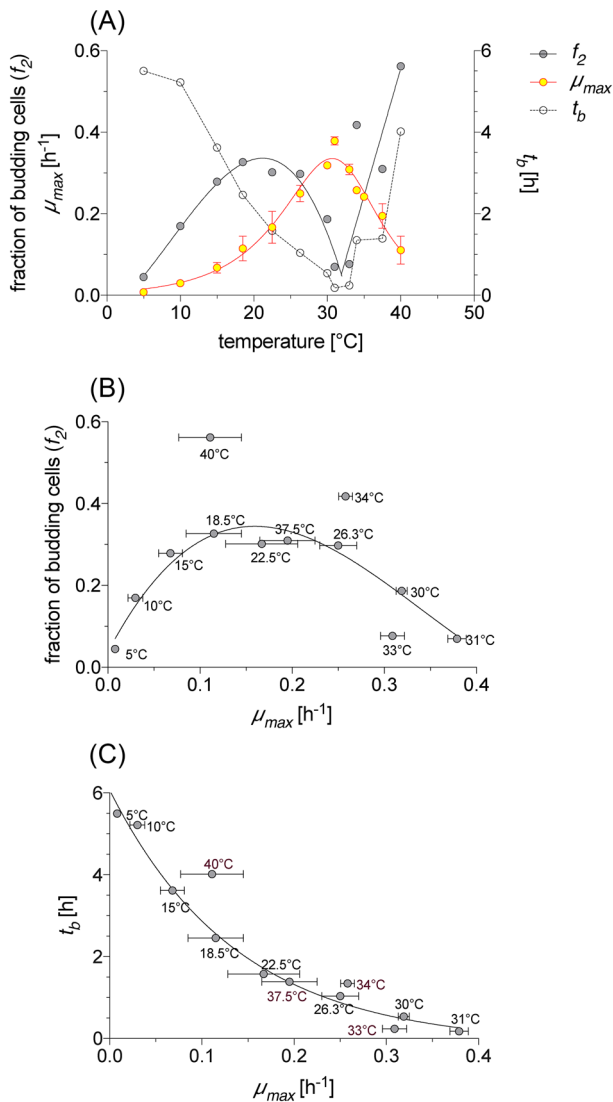 (A)
fraction of budding cells (f2)
μmax [h-1]
0.6
0.4
0.2
0.0
0 10 20 30 40 50
temperature [°C]
6
4
2
0
tb [h]
f2
μmax
tb
(B)
fraction of budding cells (f2)
0.6
0.4
0.2
0.0
40°C
34°C
18.5°C
37.5°C
26.3°C
15°C
22.5°C
10°C
30°C
5°C
33°C
31°C
0.0 0.1 0.2 0.3 0.4
μmax [h-1]
(C)
tb [h]
6
4
2
0
5°C
10°C
40°C
15°C
18.5°C
22.5°C
37.5°C
34°C
26.3°C
30°C
31°C
33°C
0.0 0.1 0.2 0.3 0.4
μmax [h-1]